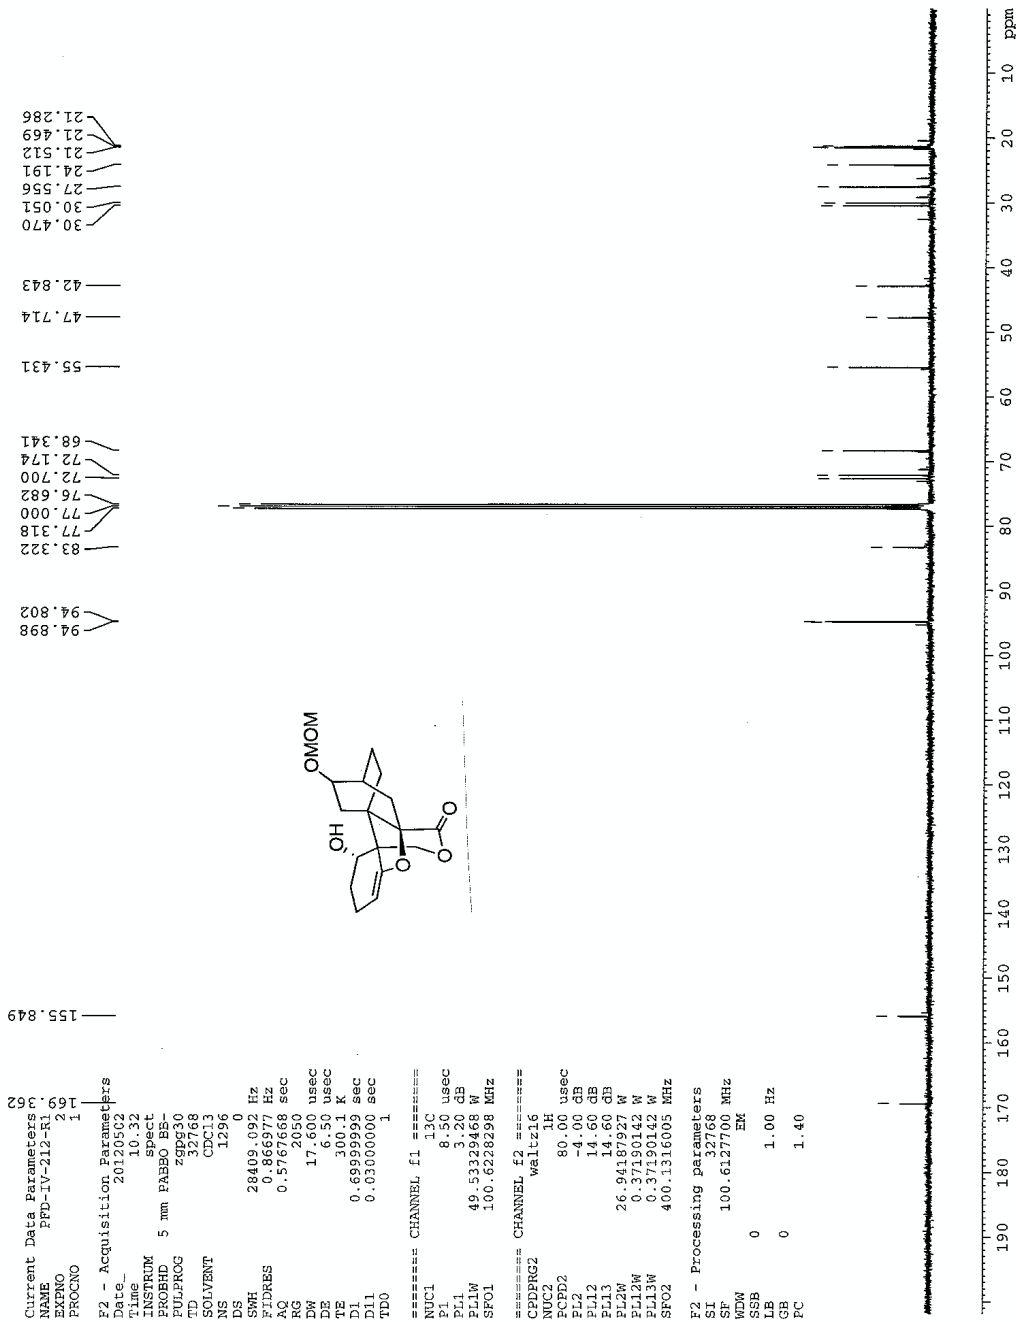 Current Data Parameters
NAME PFD-IV-212-R1
EXPNO 2
PROCNO 1
F2 - Acquisition Parameters
Date_ 20120502
Time 10.32
INSTRUM spect
PROBHD 5 mm PABBO BB-
PULPROG zgpg30
TD 32768
SOLVENT CDCl3
NS 1296
DS 0
SWH 28409.092 Hz
FIDRES 0.866977 Hz
AQ 0.5767668 sec
RG 2050
DW 17.600 usec
DE 6.50 usec
TE 300.1 K
D1 0.69999999 sec
D11 0.03000000 sec
TD0 1
======== CHANNEL f1 ========
NUC1 13C
P1 8.50 usec
PL1 3.20 dB
PL1W 49.53329468 W
SFO1 100.6228298 MHz
======== CHANNEL f2 ========
CPDPRG2 waltz16
NUC2 1H
PCPD2 80.00 usec
PL2 -4.00 dB
PL12 14.60 dB
PL13 14.60 dB
PL2W 26.94187927 W
PL12W 0.37190142 W
PL13W 0.37190142 W
SFO2 400.1316005 MHz
F2 - Processing parameters
SI 32768
SF 100.6127700 MHz
WDW EM
SSB 0
LB 1.00 Hz
GB 0
PC 1.40
169.362
155.849
94.898
94.802
83.322
77.318
77.000
76.682
72.700
72.174
68.341
55.431
47.714
42.843
30.470
30.051
27.556
24.191
21.512
21.469
21.286
OMOM
OH
O
O
O
190 180 170 160 150 140 130 120 110 100 90 80 70 60 50 40 30 20 10 ppm